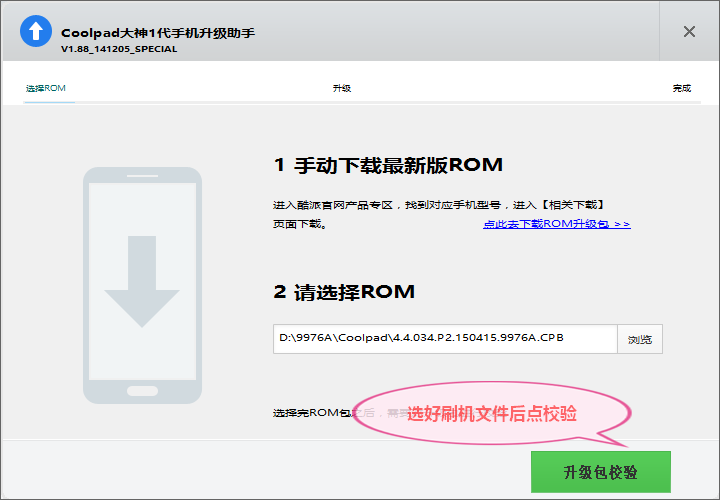 Coolpad大神1代手机升级助手
V1.88_141205_SPECIAL
选择ROM
升级
完成
1 手动下载最新版ROM
进入酷派官网产品专区，找到对应手机型号，进入【相关下载】
页面下载。
点此去下载ROM升级包 >>
2 请选择ROM
D:\9976A\Coolpad\4.4.034.P2.150415.9976A.CPB
浏览
选择完ROM包之后，需要
选好刷机文件后点校验
升级包校验